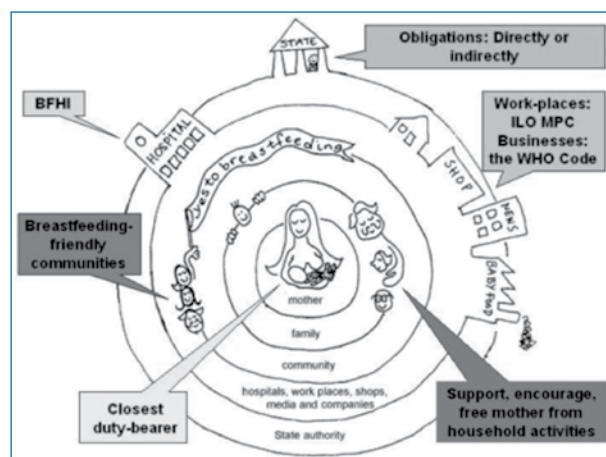 STATE
Obligations: Directly or
indirectly
BFHI
HOSPITAL
Work-places:
ILO MPC
Businesses:
the WHO Code
yes to breastfeeding
SHOP
NEWS
BABY FOOD
Breastfeeding-
friendly
communities
mother
family
community
hospitals, work places, shops,
media and companies
State authority
Closest
duty-bearer
Support, encourage,
free mother from
household activities